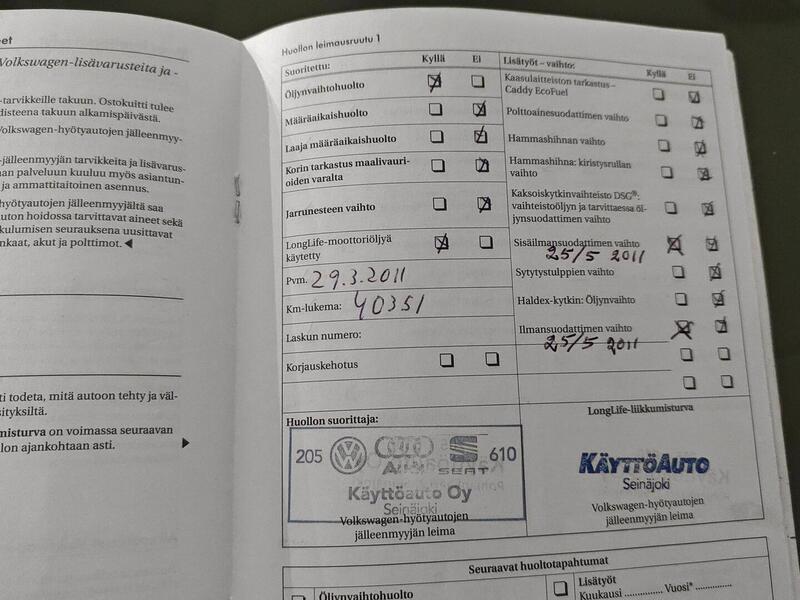 eet
Volkswagen-lisävarusteita ja -
-tarvikkeille takuun. Ostokuitti tulee
disteena takuun alkamispäivästä.
Volkswagen-hyötyautojen jälleenmyy-
-jälleenmyyjän tarvikkeita ja lisävarus-
nan palveluun kuuluu myös asiantun-
ja ammattitaitoinen asennus.
hyötyautojen jälleenmyyjältä saa
uton hoidossa tarvittavat aineet sekä
kulumisen seurauksena uusittavat
nkaat, akut ja polttimot.
ti todeta, mitä autoon tehty ja väl-
sityksiltä.
misturva on voimassa seuraavan
lon ajankohtaan asti.
Huollon leimausruutu 1
Suoritettu: Kyllä Ei
Öljynvaihtohuolto
Määräaikaishuolto
Laaja määräaikaishuolto
Korin tarkastus maalivauri-
oiden varalta
Jarrunesteen vaihto
LongLife-moottoriöljyä
käytetty
Pvm. 29.3.2011
Km-lukema: 40351
Laskun numero:
Korjauskehotus
Huollon suorittaja:
205 VW Audi SEAT 610
Käyttöauto Oy
Seinäjoki
Volkswagen-hyötyautojen
jälleenmyyjän leima
Lisätyöt – vaihto: Kyllä Ei
Kaasulaitteiston tarkastus –
Caddy EcoFuel
Polttoainesuodattimen vaihto
Hammashihnan vaihto
Hammashihna: kiristysrullan
vaihto
Kaksoiskytkinvaihteisto DSG®:
vaihteistoöljyn ja tarvittaessa öl-
jynsuodattimen vaihto
Sisäilmansuodattimen vaihto
25/5 2011
Sytytystulppien vaihto
Haldex-kytkin: Öljynvaihto
Ilmansuodattimen vaihto
25/5 2011
LongLife-liikkumisturva
KÄYTTÖAUTO
Seinäjoki
Volkswagen-hyötyautojen
jälleenmyyjän leima
Seuraavat huoltotapahtumat
Öljynvaihtohuolto
Lisätyöt
Kuukausi .............. Vuosi* ..............